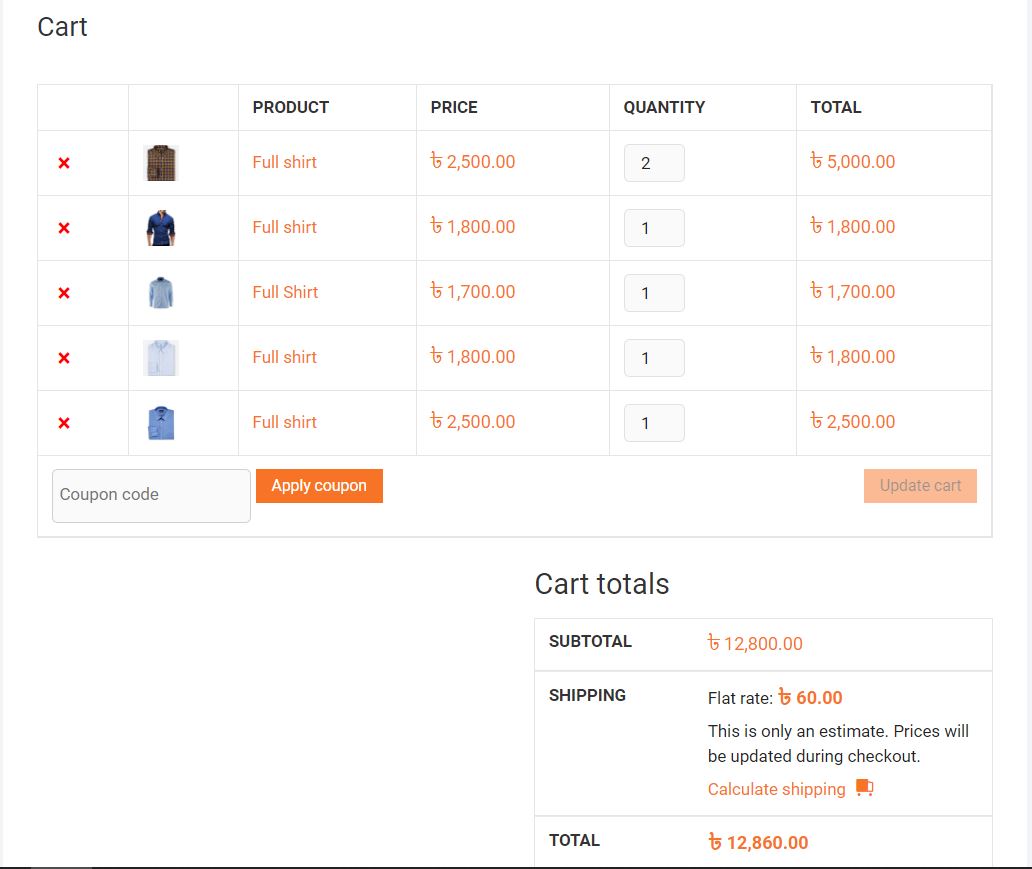 Cart
PRODUCT PRICE QUANTITY TOTAL
× Full shirt ৳ 2,500.00 2 ৳ 5,000.00
× Full shirt ৳ 1,800.00 1 ৳ 1,800.00
× Full Shirt ৳ 1,700.00 1 ৳ 1,700.00
× Full shirt ৳ 1,800.00 1 ৳ 1,800.00
× Full shirt ৳ 2,500.00 1 ৳ 2,500.00
Coupon code Apply coupon Update cart
Cart totals
SUBTOTAL ৳ 12,800.00
SHIPPING Flat rate: ৳ 60.00
This is only an estimate. Prices will
be updated during checkout.
Calculate shipping
TOTAL ৳ 12,860.00